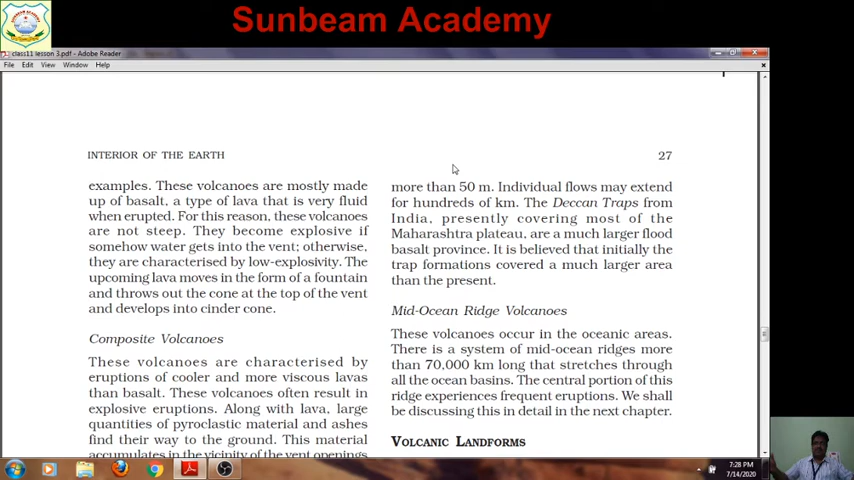 Sunbeam Academy
class11 lesson 3.pdf - Adobe Reader
File Edit View Window Help
INTERIOR OF THE EARTH
27
examples. These volcanoes are mostly made
up of basalt, a type of lava that is very fluid
when erupted. For this reason, these volcanoes
are not steep. They become explosive if
somehow water gets into the vent; otherwise,
they are characterised by low-explosivity. The
upcoming lava moves in the form of a fountain
and throws out the cone at the top of the vent
and develops into cinder cone.
Composite Volcanoes
These volcanoes are characterised by
eruptions of cooler and more viscous lavas
than basalt. These volcanoes often result in
explosive eruptions. Along with lava, large
quantities of pyroclastic material and ashes
find their way to the ground. This material
accumulates in the vicinity of the vent openings
more than 50 m. Individual flows may extend
for hundreds of km. The Deccan Traps from
India, presently covering most of the
Maharashtra plateau, are a much larger flood
basalt province. It is believed that initially the
trap formations covered a much larger area
than the present.
Mid-Ocean Ridge Volcanoes
These volcanoes occur in the oceanic areas.
There is a system of mid-ocean ridges more
than 70,000 km long that stretches through
all the ocean basins. The central portion of this
ridge experiences frequent eruptions. We shall
be discussing this in detail in the next chapter.
VOLCANIC LANDFORMS
7:28 PM
7/14/2020